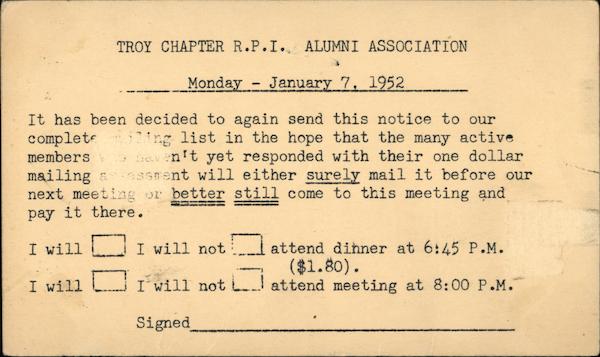 TROY CHAPTER R.P.I. ALUMNI ASSOCIATION
Monday - January 7, 1952
It has been decided to again send this notice to our
complete mailing list in the hope that the many active
members who haven't yet responded with their one dollar
mailing assessment will either surely mail it before our
next meeting or better still come to this meeting and
pay it there.
I will I will not attend dinner at 6:45 P.M.
($1.80).
I will I will not attend meeting at 8:00 P.M.
Signed